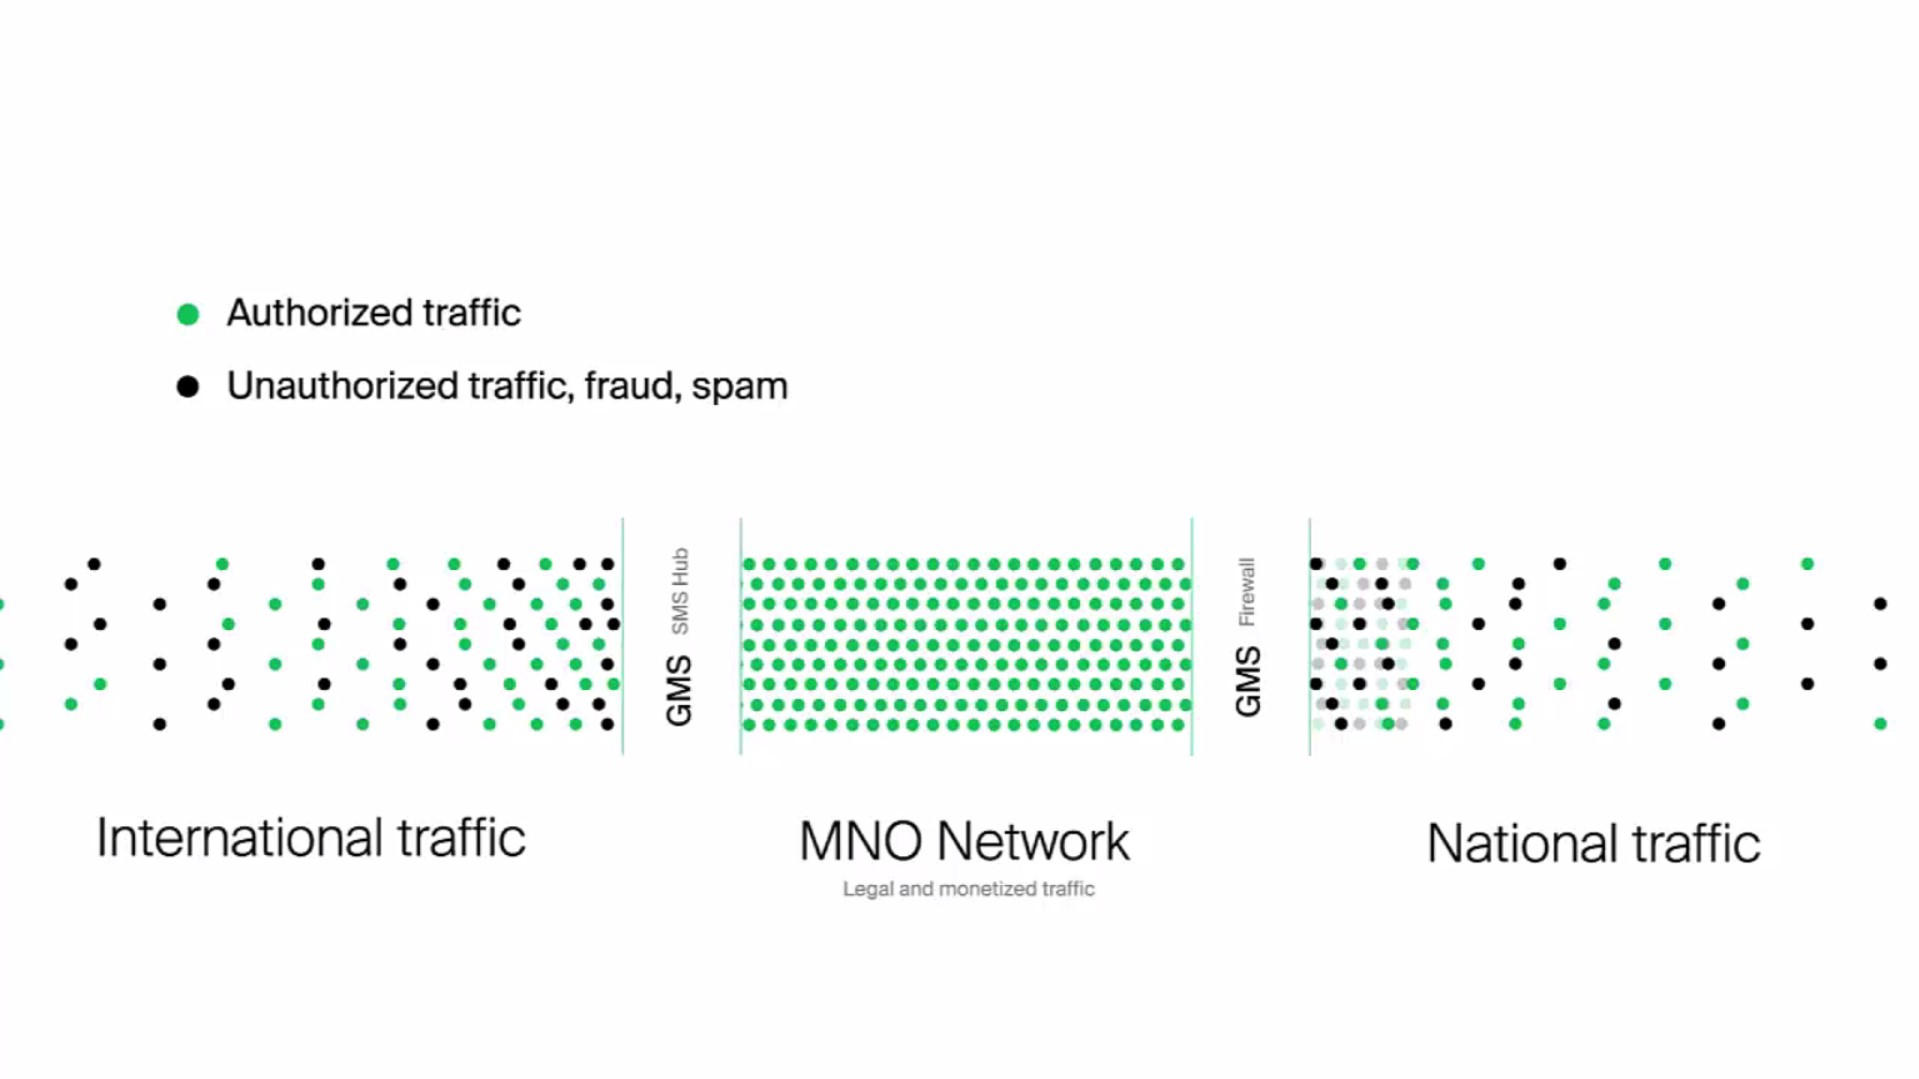 Authorized traffic
Unauthorized traffic, fraud, spam
GMS SMS Hub
GMS Firewall
International traffic
MNO Network
Legal and monetized traffic
National traffic